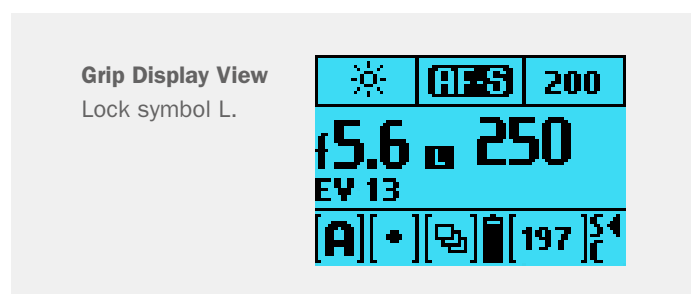 Grip Display View
Lock symbol L.
AF-S 200
f5.6 L 250
EV 13
[A][•][ ][197] S
C